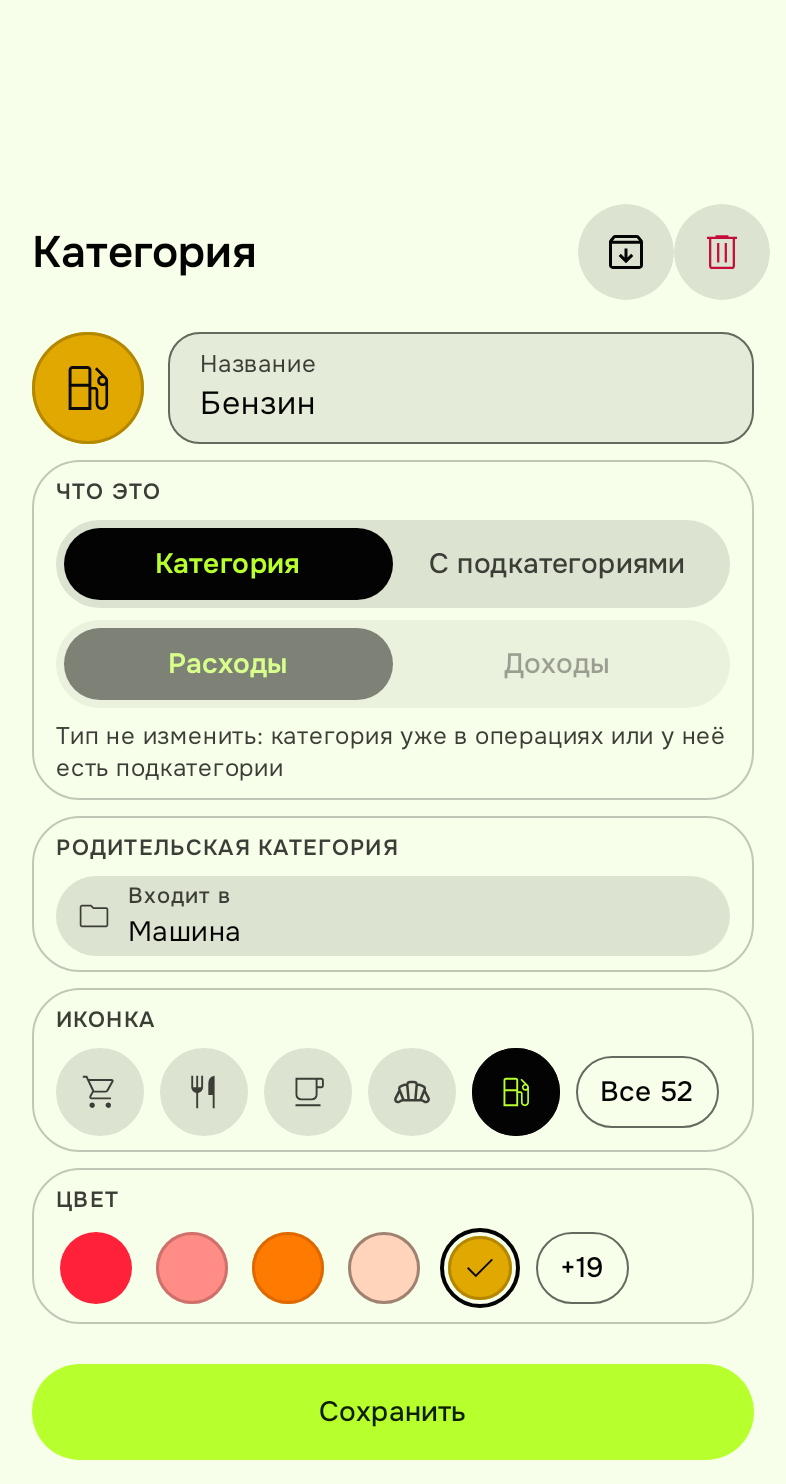 Категория
Название
Бензин
ЧТО ЭТО
Категория
С подкатегориями
Расходы
Доходы
Тип не изменить: категория уже в операциях или у неё
есть подкатегории
РОДИТЕЛЬСКАЯ КАТЕГОРИЯ
Входит в
Машина
ИКОНКА
Все 52
ЦВЕТ
+19
Сохранить